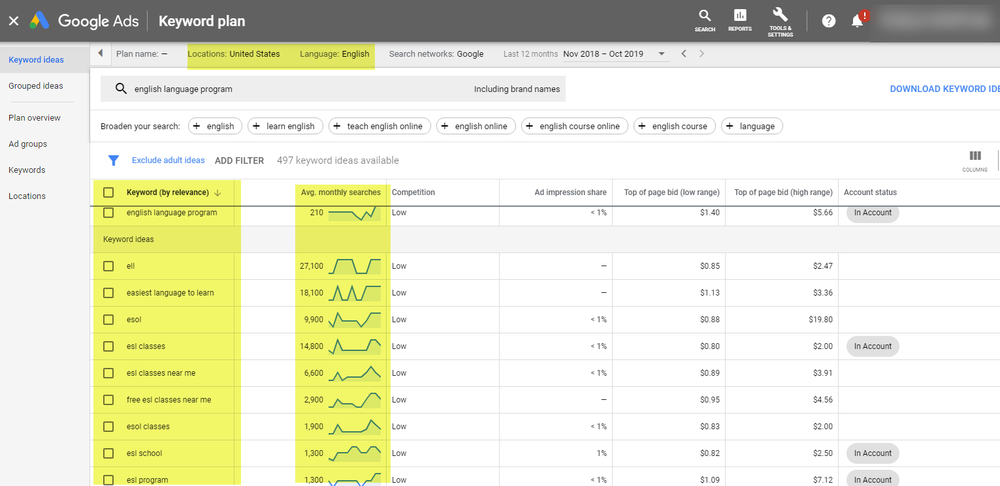 Google Ads Keyword plan
SEARCH REPORTS TOOLS & SETTINGS ? !
Keyword ideas
Grouped ideas
Plan overview
Ad groups
Keywords
Locations
Plan name: – Locations: United States Language: English Search networks: Google Last 12 months Nov 2018 – Oct 2019
english language program Including brand names DOWNLOAD KEYWORD IDE
Broaden your search: + english + learn english + teach english online + english online + english course online + english course + language
Exclude adult ideas ADD FILTER 497 keyword ideas available COLUMNS
Keyword (by relevance) Avg. monthly searches Competition Ad impression share Top of page bid (low range) Top of page bid (high range) Account status
english language program 210 Low < 1% $1.40 $5.66 In Account
Keyword ideas
ell 27,100 Low – $0.85 $2.47
easiest language to learn 18,100 Low – $1.13 $3.36
esol 9,900 Low < 1% $0.88 $19.80
esl classes 14,800 Low < 1% $0.80 $2.00 In Account
esl classes near me 6,600 Low < 1% $0.89 $3.91
free esl classes near me 2,900 Low – $0.95 $4.56
esol classes 1,900 Low < 1% $0.83 $2.00
esl school 1,300 Low 1% $0.82 $2.50 In Account
esl program 1,300 Low < 1% $1.09 $7.12 In Account